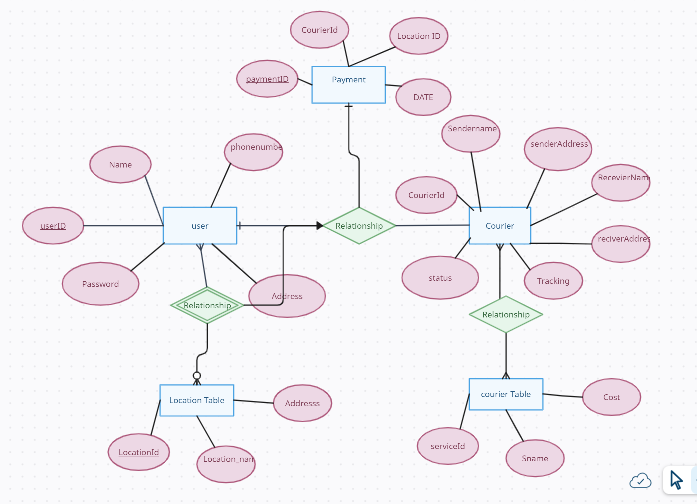 CourierId
Location ID
paymentID
Payment
DATE
Sendername
senderAddress
phonenumbe
Name
RecevierNam
CourierId
userID
user
Relationship
Courier
reciverAddres
Password
Address
status
Tracking
Relationship
Relationship
Location Table
Addresss
courier Table
Cost
LocationId
Location_nan
serviceId
Sname